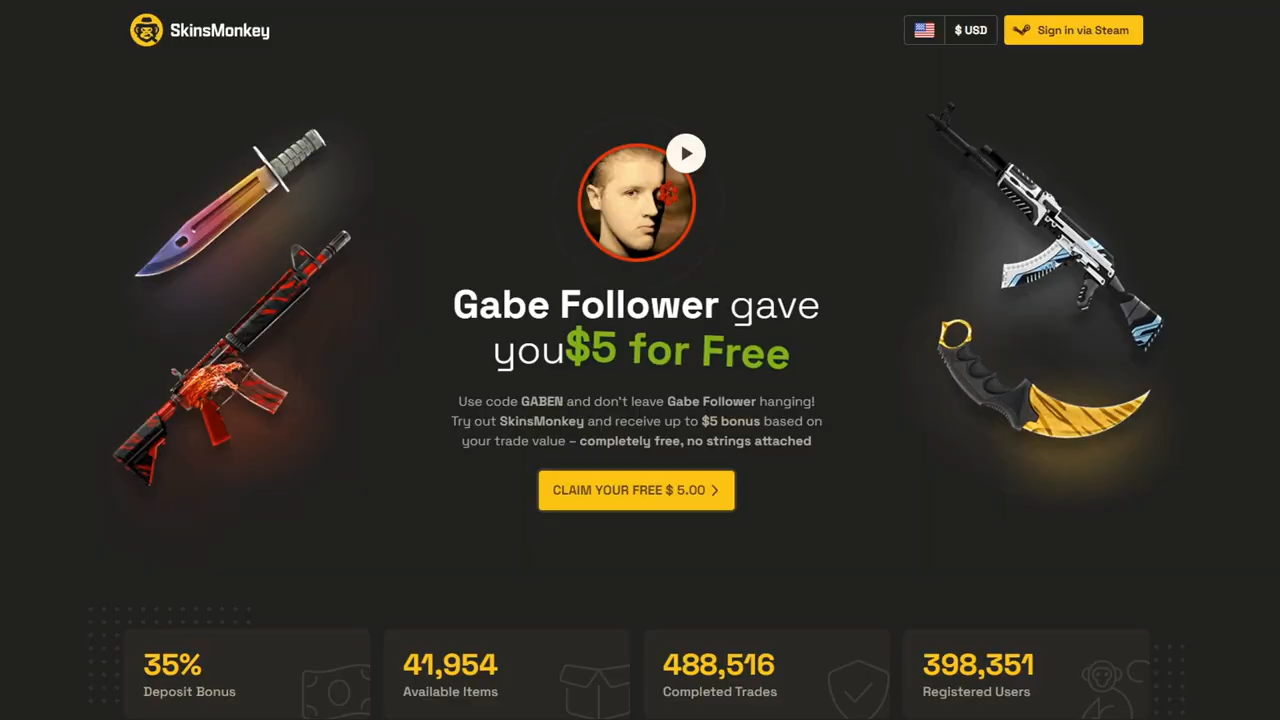 SkinsMonkey
$ USD
Sign in via Steam
Gabe Follower gave
you$5 for Free
Use code GABEN and don't leave Gabe Follower hanging!
Try out SkinsMonkey and receive up to $5 bonus based on
your trade value – completely free, no strings attached
CLAIM YOUR FREE $ 5.00
35%
Deposit Bonus
41,954
Available Items
488,516
Completed Trades
398,351
Registered Users